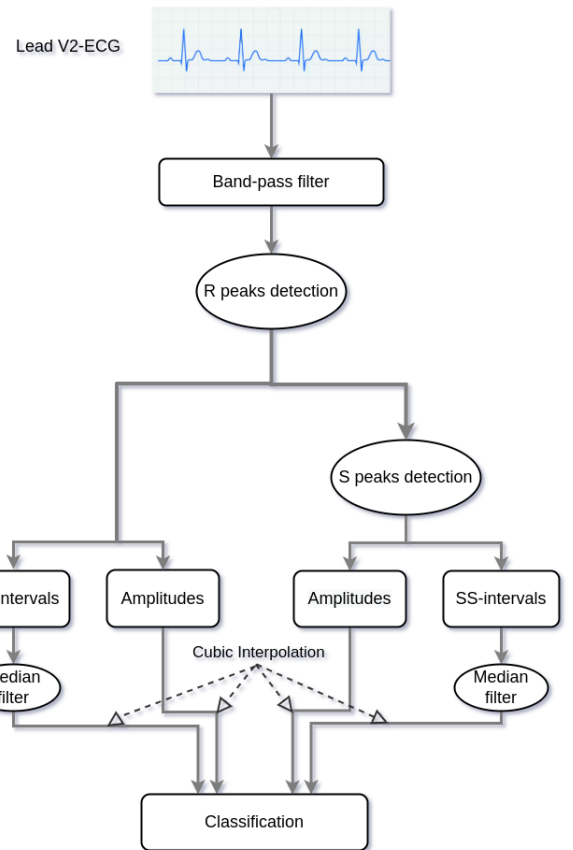 Lead V2-ECG
Band-pass filter
R peaks detection
S peaks detection
Amplitudes
Amplitudes
SS-intervals
Cubic Interpolation
Median
filter
Classification